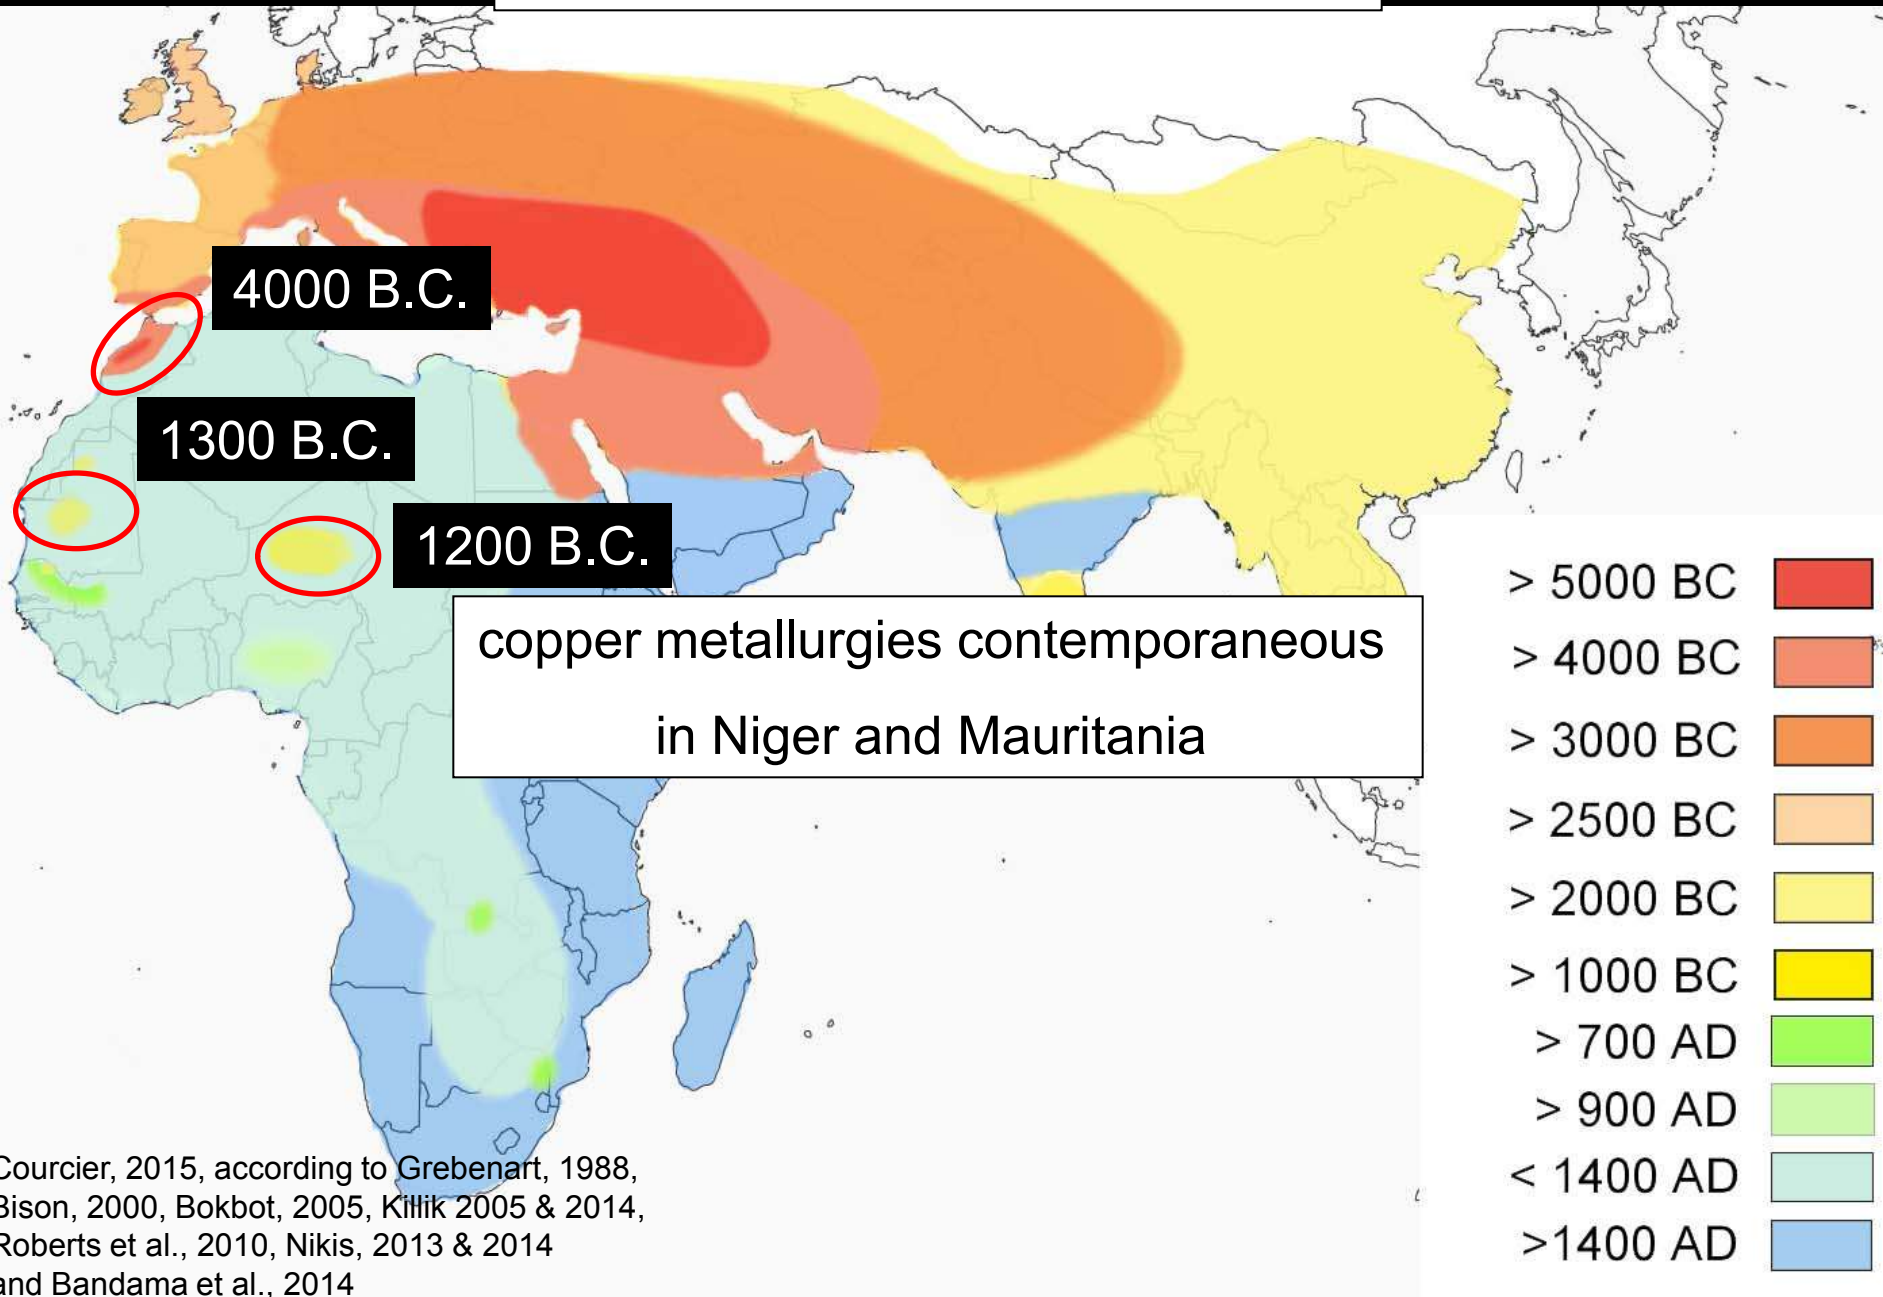 4000 B.C.
1300 B.C.
1200 B.C.
copper metallurgies contemporaneous
in Niger and Mauritania
> 5000 BC
> 4000 BC
> 3000 BC
> 2500 BC
> 2000 BC
> 1000 BC
> 700 AD
> 900 AD
< 1400 AD
>1400 AD
Courcier, 2015, according to Grebenart, 1988,
Bison, 2000, Bokbot, 2005, Killik 2005 & 2014,
Roberts et al., 2010, Nikis, 2013 & 2014
and Bandama et al., 2014